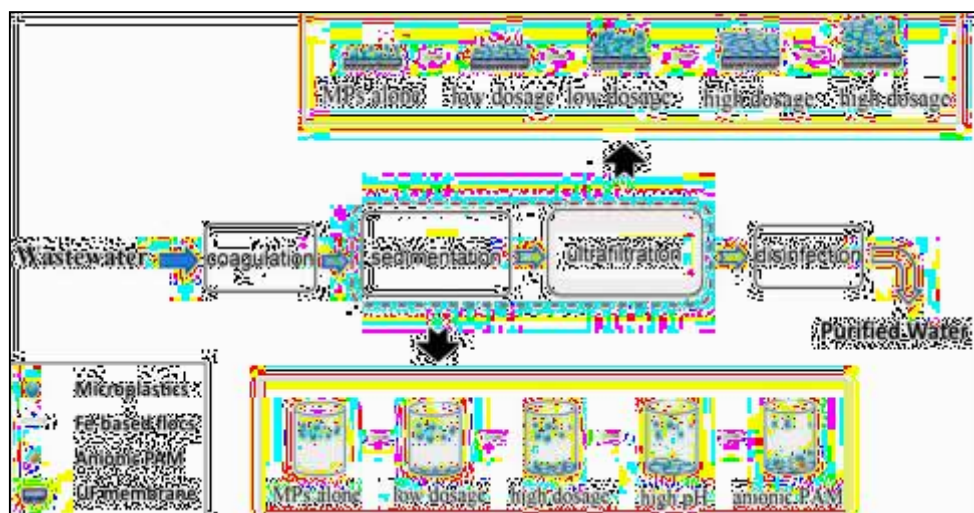 MPs alone low dosage low dosage high dosage high dosage
Wastewater coagulation sedimentation ultrafiltration disinfection
Purified Water
Microplastics
Fe-based flocs
Anionic PAM
UF membrane
MPs alone low dosage high dosage high pH anionic PAM